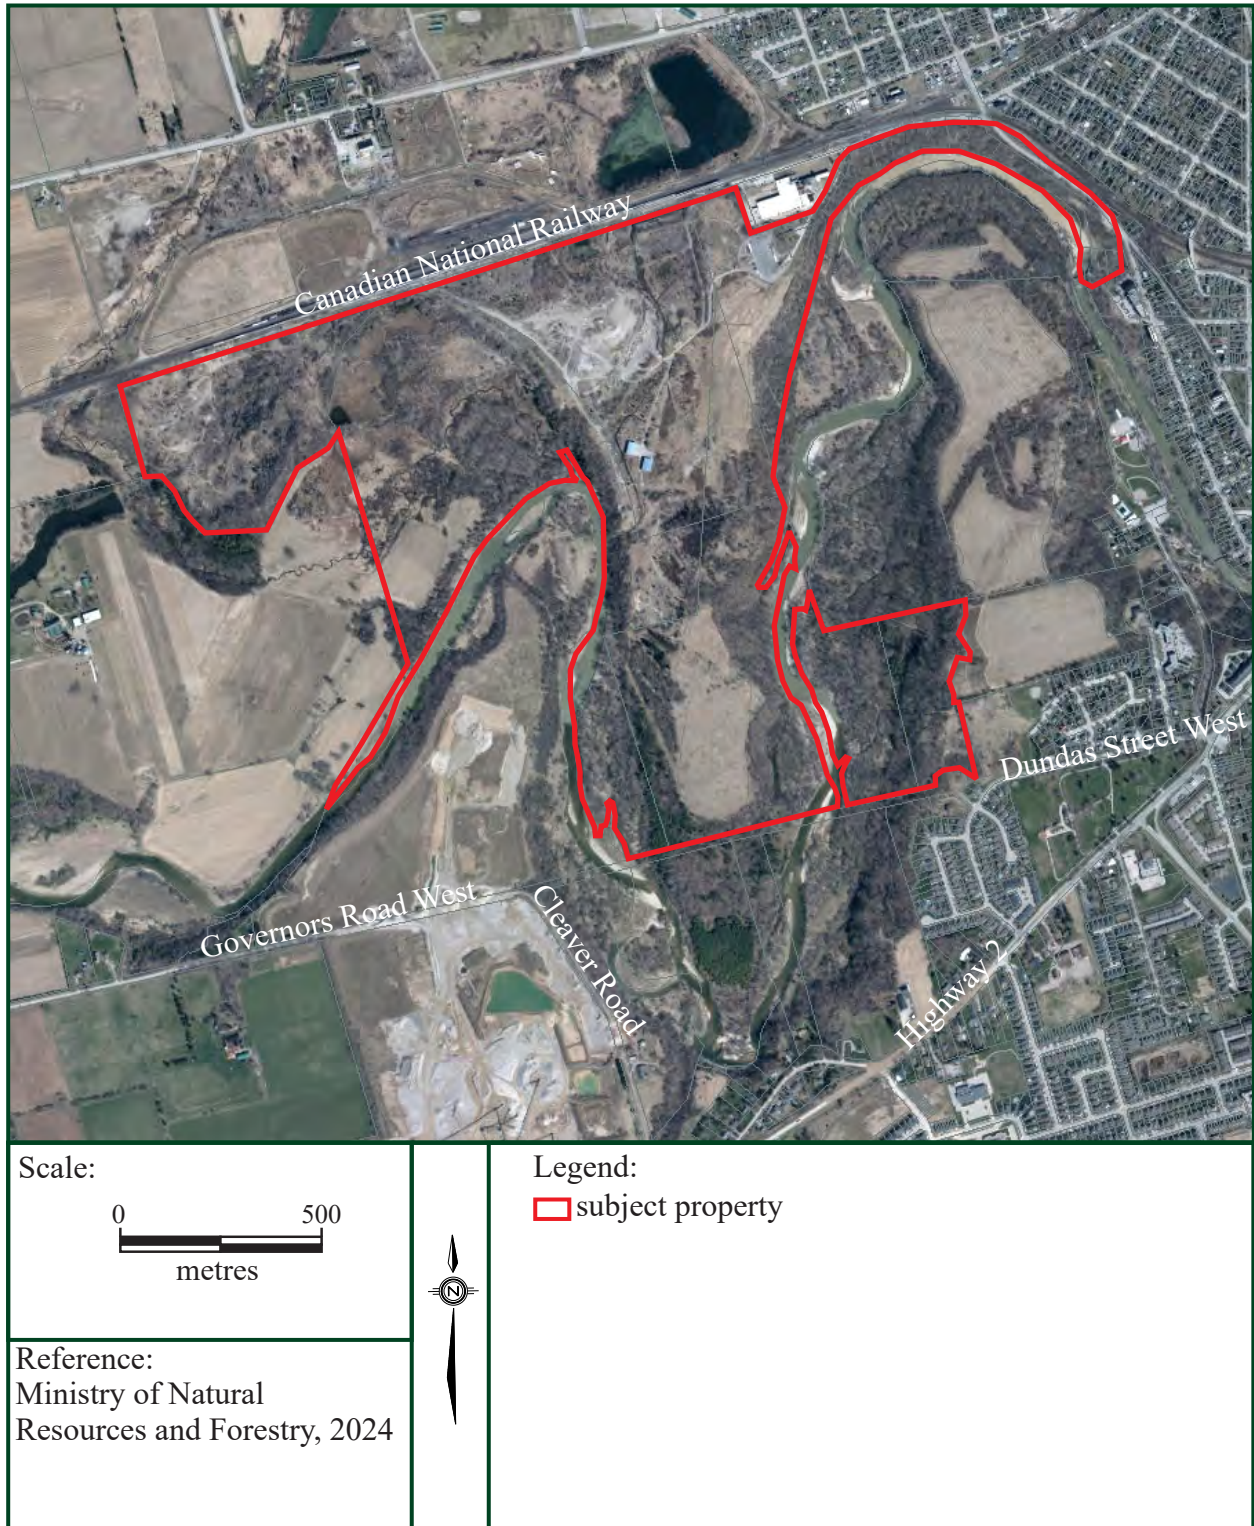 Canadian National Railway
Dundas Street West
Governors Road West
Cleaver Road
Highway 2
Scale:
0 500
metres
N
Legend:
subject property
Reference:
Ministry of Natural
Resources and Forestry, 2024